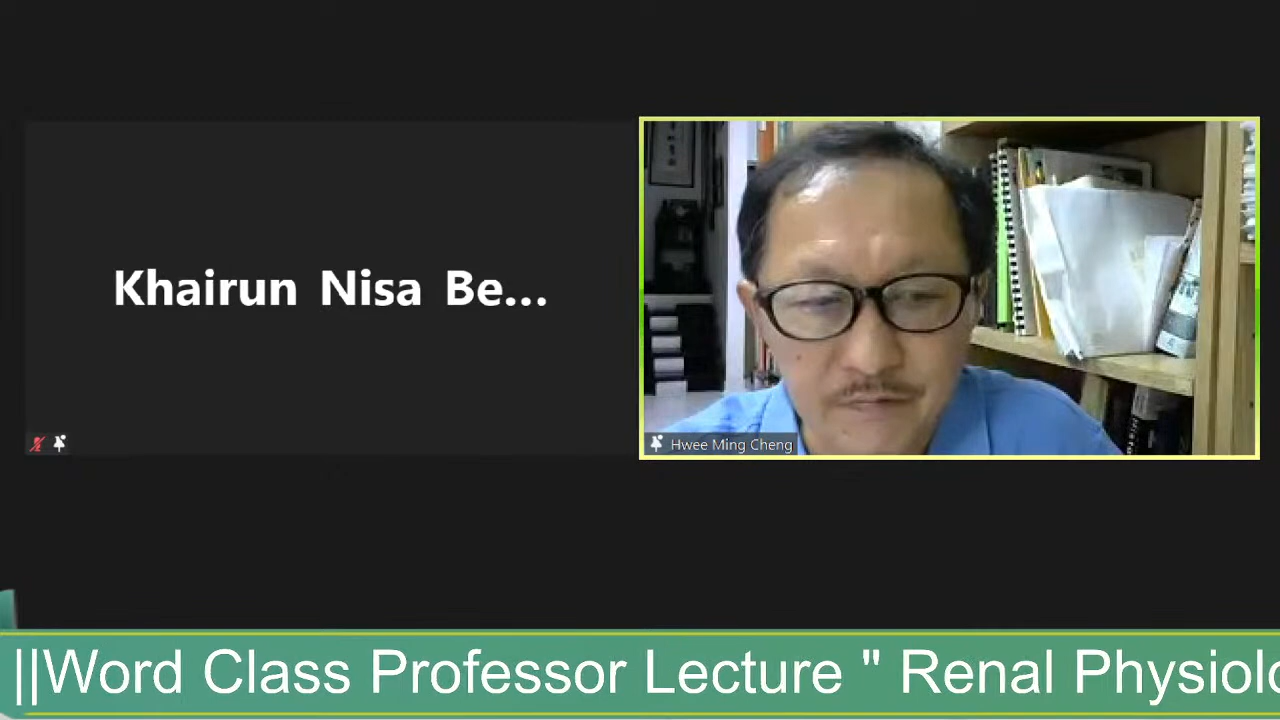 Khairun Nisa Be...
Hwee Ming Cheng
||Word Class Professor Lecture " Renal Physiolo